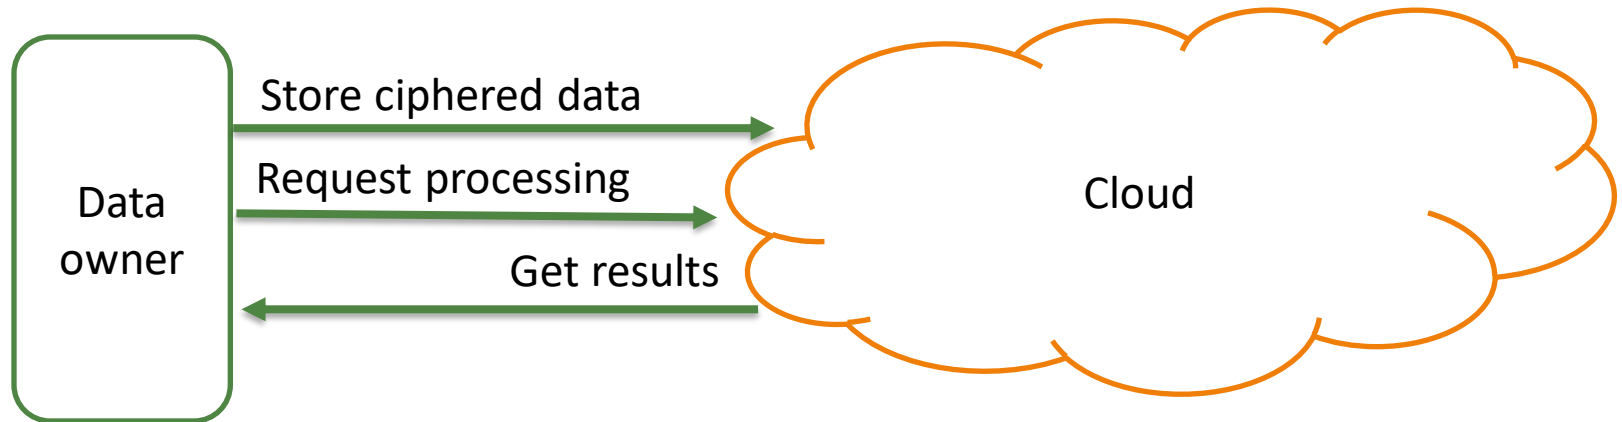 Data
owner
Store ciphered data
Request processing
Get results
Cloud